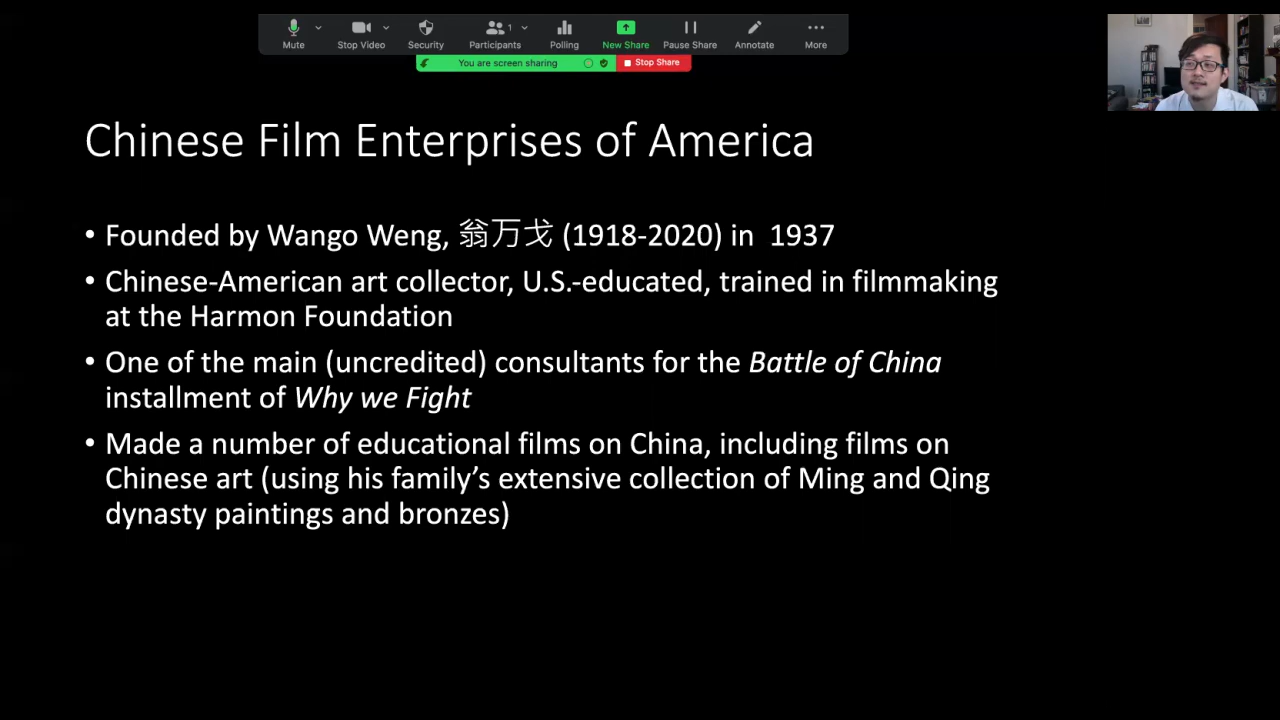 Mute
Stop Video
Security
Participants
1
Polling
New Share
Pause Share
Annotate
More
You are screen sharing
Stop Share
Chinese Film Enterprises of America
• Founded by Wango Weng, 翁万戈 (1918-2020) in 1937
• Chinese-American art collector, U.S.-educated, trained in filmmaking
at the Harmon Foundation
• One of the main (uncredited) consultants for the Battle of China
installment of Why we Fight
• Made a number of educational films on China, including films on
Chinese art (using his family’s extensive collection of Ming and Qing
dynasty paintings and bronzes)